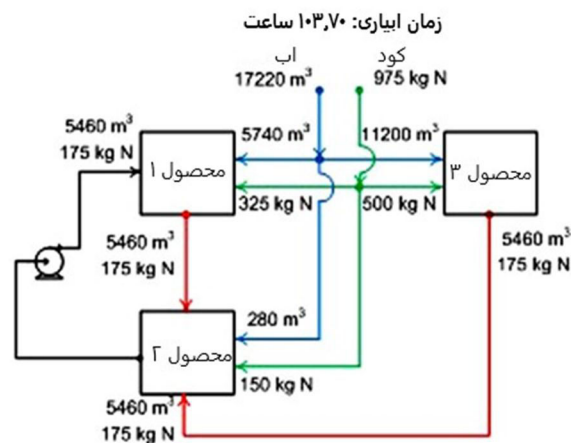 زمان ابیاری: ۱۰۳,۷۰ ساعت
اب
کود
17220 m³
975 kg N
5460 m³
175 kg N
5740 m³
11200 m³
محصول ۱
محصول ۳
325 kg N
500 kg N
5460 m³
175 kg N
5460 m³
175 kg N
280 m³
محصول ۲
150 kg N
5460 m³
175 kg N